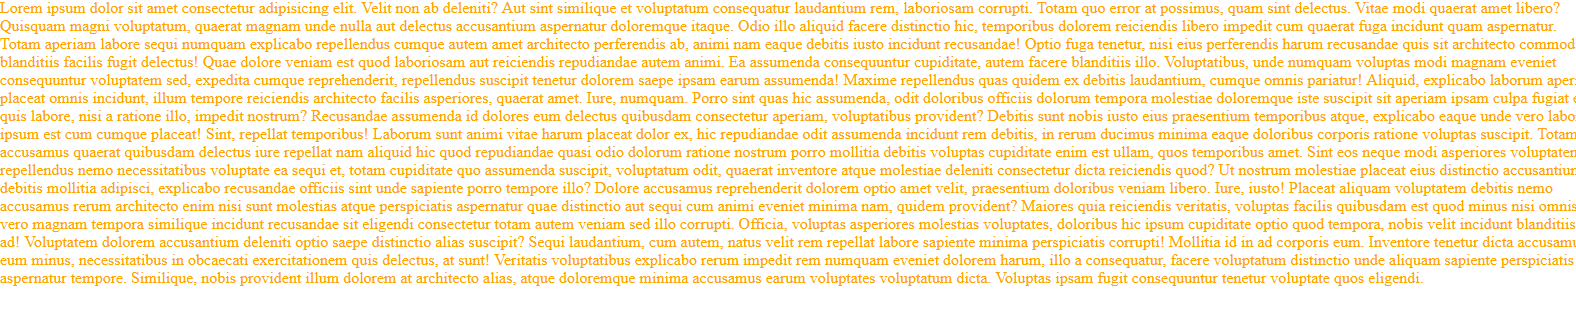 Lorem ipsum dolor sit amet consectetur adipisicing elit. Velit non ab deleniti? Aut sint similique et voluptatum consequatur laudantium rem, laboriosam corrupti. Totam quo error at possimus, quam sint delectus. Vitae modi quaerat amet libero?
Quisquam magni voluptatum, quaerat magnam unde nulla aut delectus accusantium aspernatur doloremque itaque. Odio illo aliquid facere distinctio hic, temporibus dolorem reiciendis libero impedit cum quaerat fuga incidunt quam aspernatur.
Totam aperiam labore sequi numquam explicabo repellendus cumque autem amet architecto perferendis ab, animi nam eaque debitis iusto incidunt recusandae! Optio fuga tenetur, nisi eius perferendis harum recusandae quis sit architecto commod
blanditiis facilis fugit delectus! Quae dolore veniam est quod laboriosam aut reiciendis repudiandae autem animi. Ea assumenda consequuntur cupiditate, autem facere blanditiis illo. Voluptatibus, unde numquam voluptas modi magnam eveniet
consequuntur voluptatem sed, expedita cumque reprehenderit, repellendus suscipit tenetur dolorem saepe ipsam earum assumenda! Maxime repellendus quas quidem ex debitis laudantium, cumque omnis pariatur! Aliquid, explicabo laborum aper
placeat omnis incidunt, illum tempore reiciendis architecto facilis asperiores, quaerat amet. Iure, numquam. Porro sint quas hic assumenda, odit doloribus officiis dolorum tempora molestiae doloremque iste suscipit sit aperiam ipsam culpa fugiat
quis labore, nisi a ratione illo, impedit nostrum? Recusandae assumenda id dolores eum delectus quibusdam consectetur aperiam, voluptatibus provident? Debitis sunt nobis iusto eius praesentium temporibus atque, explicabo eaque unde vero labo
ipsum est cum cumque placeat! Sint, repellat temporibus! Laborum sunt animi vitae harum placeat dolor ex, hic repudiandae odit assumenda incidunt rem debitis, in rerum ducimus minima eaque doloribus corporis ratione voluptas suscipit. Totam
accusamus quaerat quibusdam delectus iure repellat nam aliquid hic quod repudiandae quasi odio dolorum ratione nostrum porro mollitia debitis voluptas cupiditate enim est ullam, quos temporibus amet. Sint eos neque modi asperiores voluptatem
repellendus nemo necessitatibus voluptate ea sequi et, totam cupiditate quo assumenda suscipit, voluptatum odit, quaerat inventore atque molestiae deleniti consectetur dicta reiciendis quod? Ut nostrum molestiae placeat eius distinctio accusantium
debitis mollitia adipisci, explicabo recusandae officiis sint unde sapiente porro tempore illo? Dolore accusamus reprehenderit dolorem optio amet velit, praesentium doloribus veniam libero. Iure, iusto! Placeat aliquam voluptatem debitis nemo
accusamus rerum architecto enim nisi sunt molestias atque perspiciatis aspernatur quae distinctio aut sequi cum animi eveniet minima nam, quidem provident? Maiores quia reiciendis veritatis, voluptas facilis quibusdam est quod minus nisi omnis
vero magnam tempora similique incidunt recusandae sit eligendi consectetur totam autem veniam sed illo corrupti. Officia, voluptas asperiores molestias voluptates, doloribus hic ipsum cupiditate optio quod tempora, nobis velit incidunt blanditiis
ad! Voluptatem dolorem accusantium deleniti optio saepe distinctio alias suscipit? Sequi laudantium, cum autem, natus velit rem repellat labore sapiente minima perspiciatis corrupti! Mollitia id in ad corporis eum. Inventore tenetur dicta accusamu
eum minus, necessitatibus in obcaecati exercitationem quis delectus, at sunt! Veritatis voluptatibus explicabo rerum impedit rem numquam eveniet dolorem harum, illo a consequatur, facere voluptatum distinctio unde aliquam sapiente perspiciatis
aspernatur tempore. Similique, nobis provident illum dolorem at architecto alias, atque doloremque minima accusamus earum voluptates voluptatum dicta. Voluptas ipsam fugit consequuntur tenetur voluptate quos eligendi.